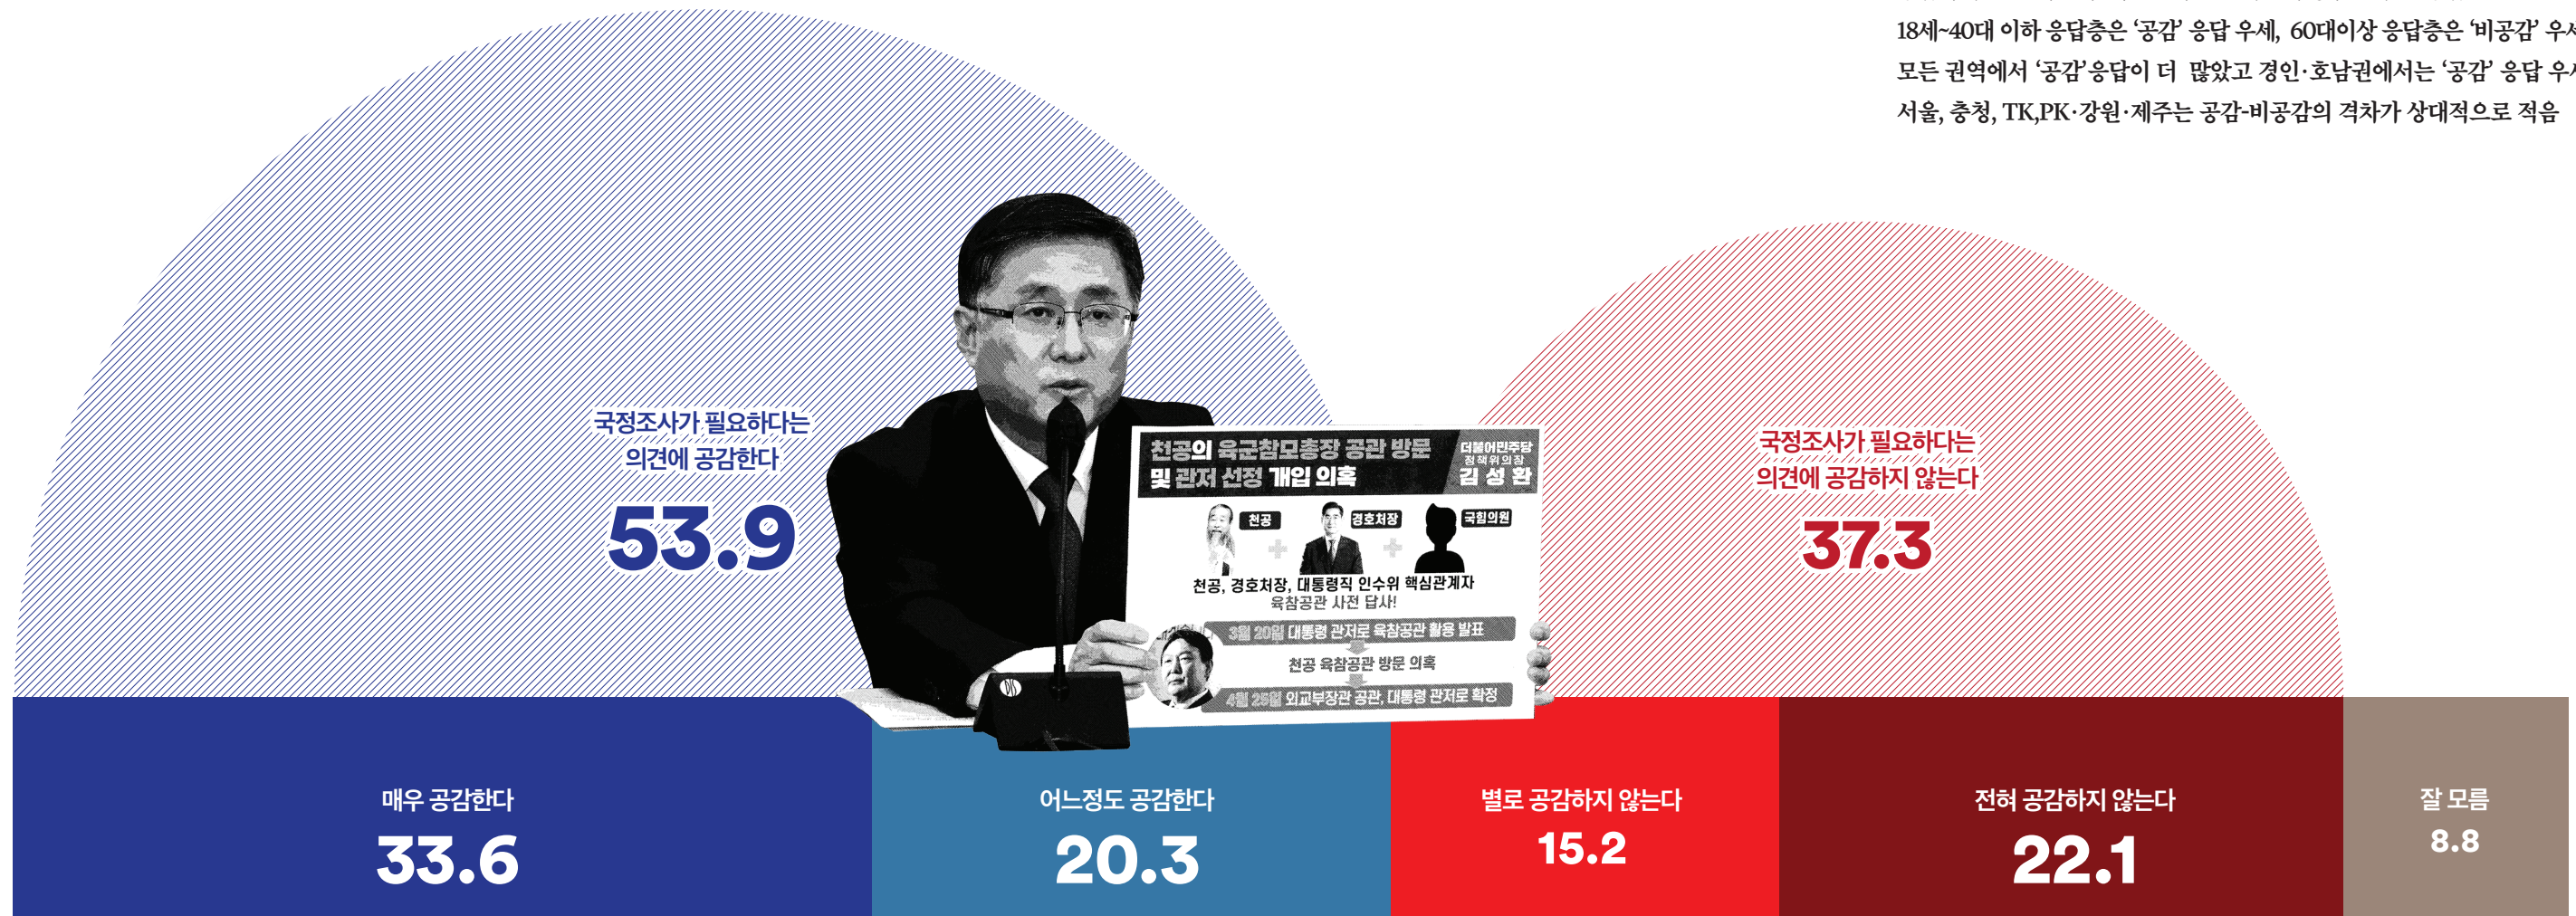 18세~40대 이하 응답층은 ‘공감’ 응답 우세, 60대이상 응답층은 ‘비공감’
모든 권역에서 ‘공감’응답이 더 많았고 경인·호남권에서는 ‘공감’ 응답
서울, 충청, TK,PK·강원·제주는 공감-비공감의 격차가 상대적으로 적음
국정조사가 필요하다는
의견에 공감한다
53.9
천공의 육군참모총장 공관 방문
및 관저 선정 개입 의혹
더불어민주당
정책위의장
김성환
천공
경호처장
국힘의원
천공, 경호처장, 대통령직 인수위 핵심관계자
육참공관 사전 답사!
3월 20일 대통령 관저로 육참공관 활용 발표
천공 육참공관 방문 의혹
4월 25일 외교부장관 공관, 대통령 관저로 확정
국정조사가 필요하다는
의견에 공감하지 않는다
37.3
매우 공감한다
33.6
어느정도 공감한다
20.3
별로 공감하지 않는다
15.2
전혀 공감하지 않는다
22.1
잘 모름
8.8